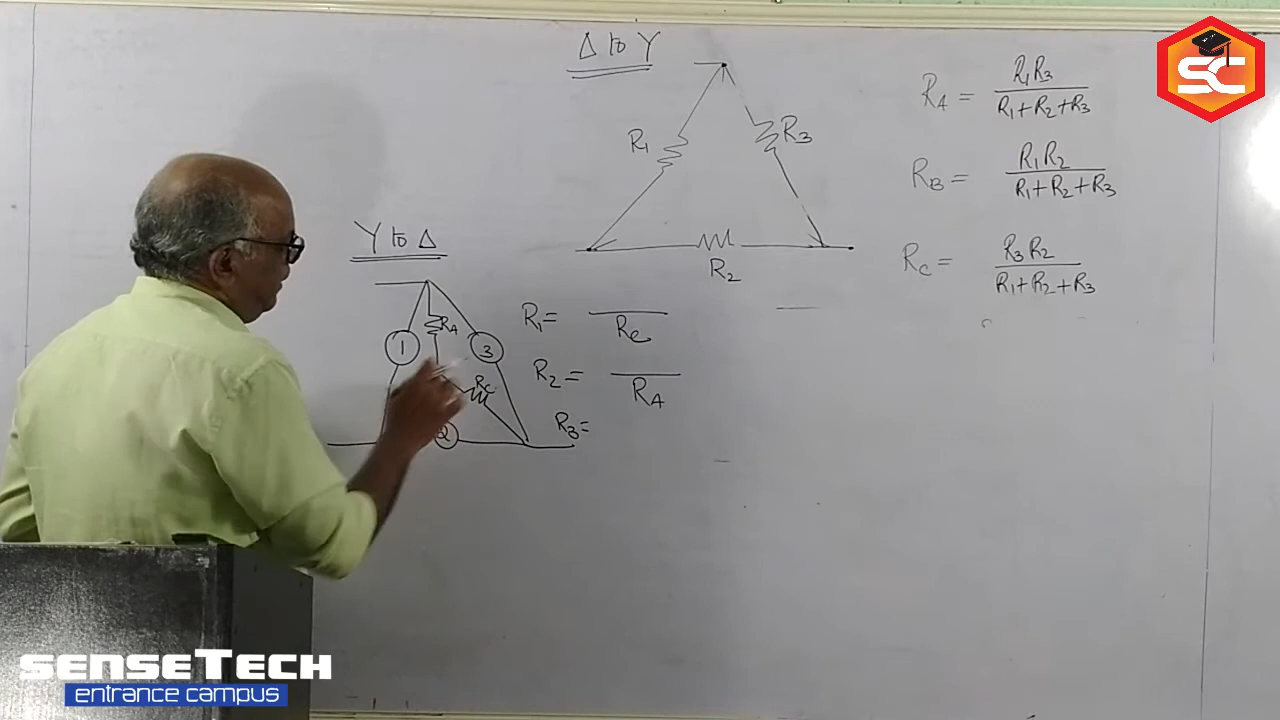 Δ to Y
R1
R3
R2
RA = R1R3 / R1+R2+R3
RB = R1R2 / R1+R2+R3
RC = R3R2 / R1+R2+R3
Y to Δ
RA
1
3
RC
2
R1= / RC
R2= / RA
R3=
SC
SENSETECH
entrance campus